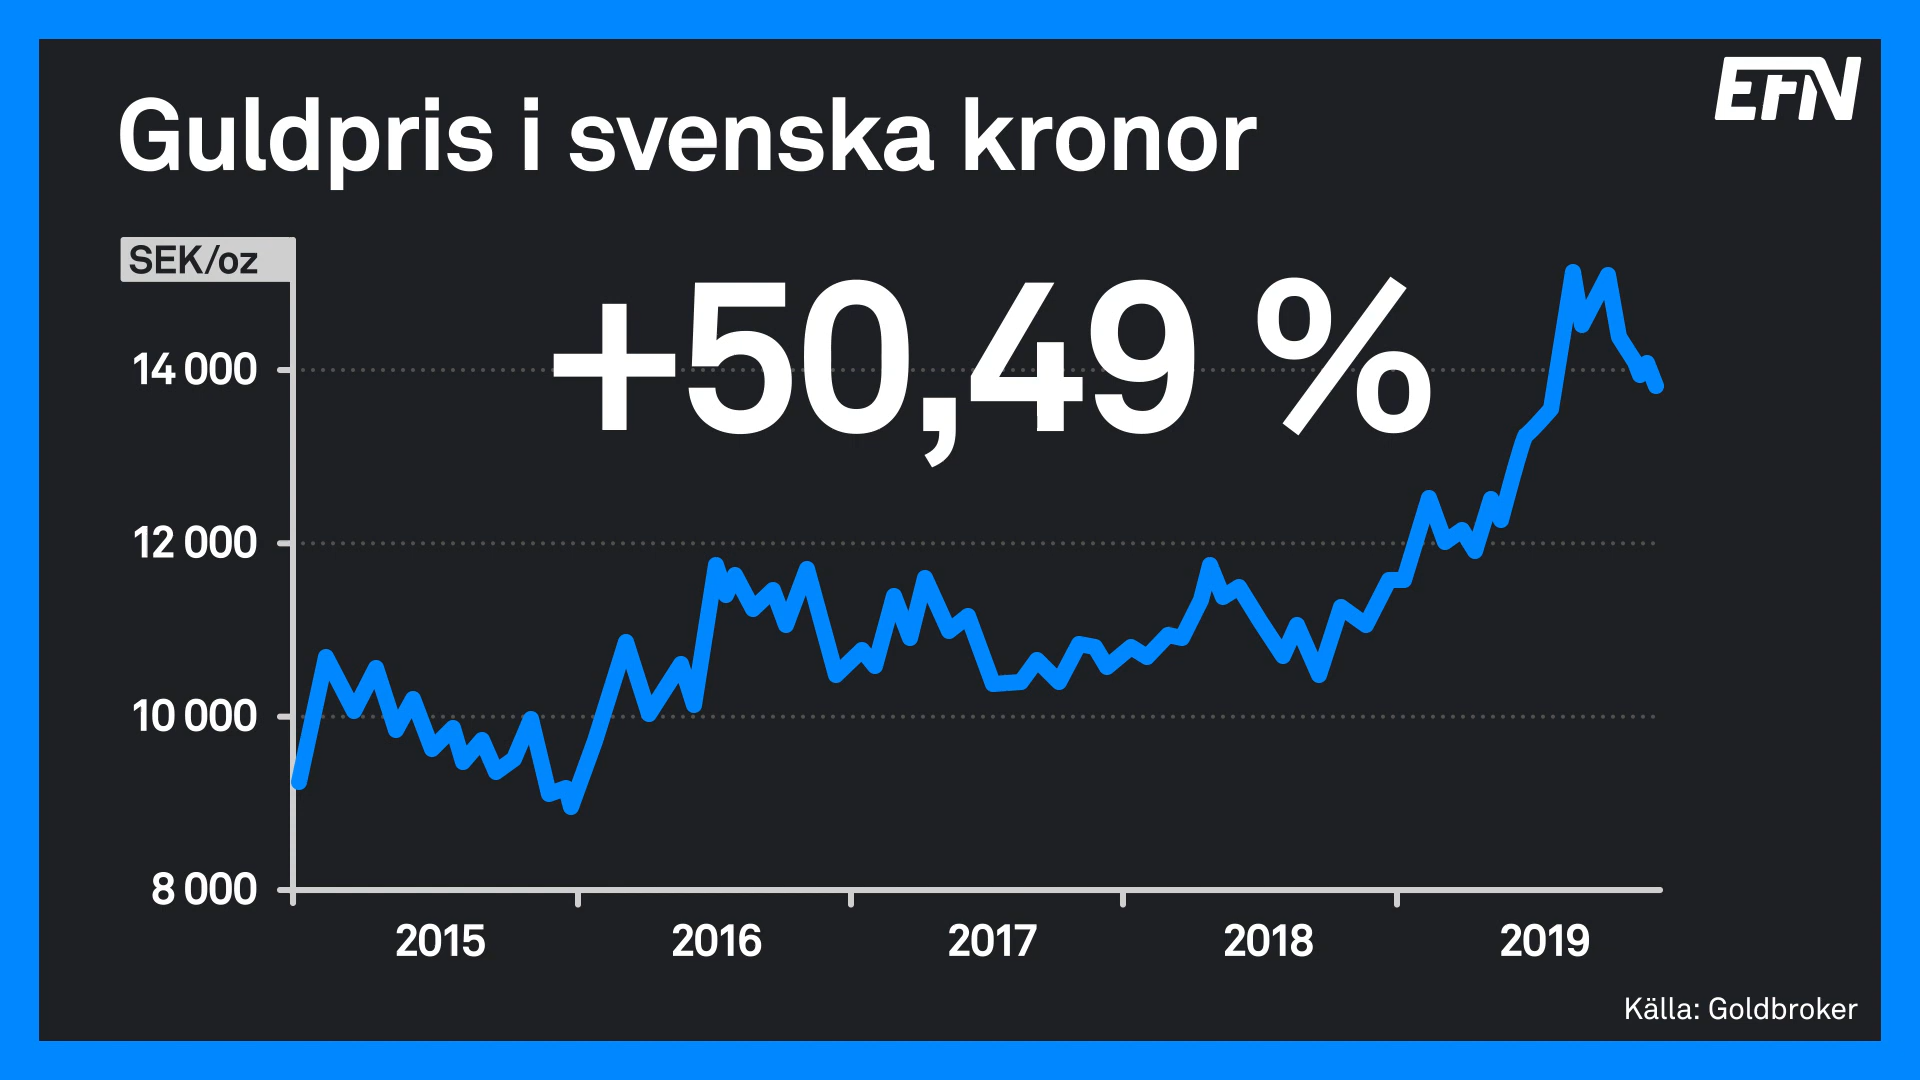 EFN
Guldpris i svenska kronor
SEK/oz
+50,49 %
14 000
12 000
10 000
8 000
2015 2016 2017 2018 2019
Källa: Goldbroker